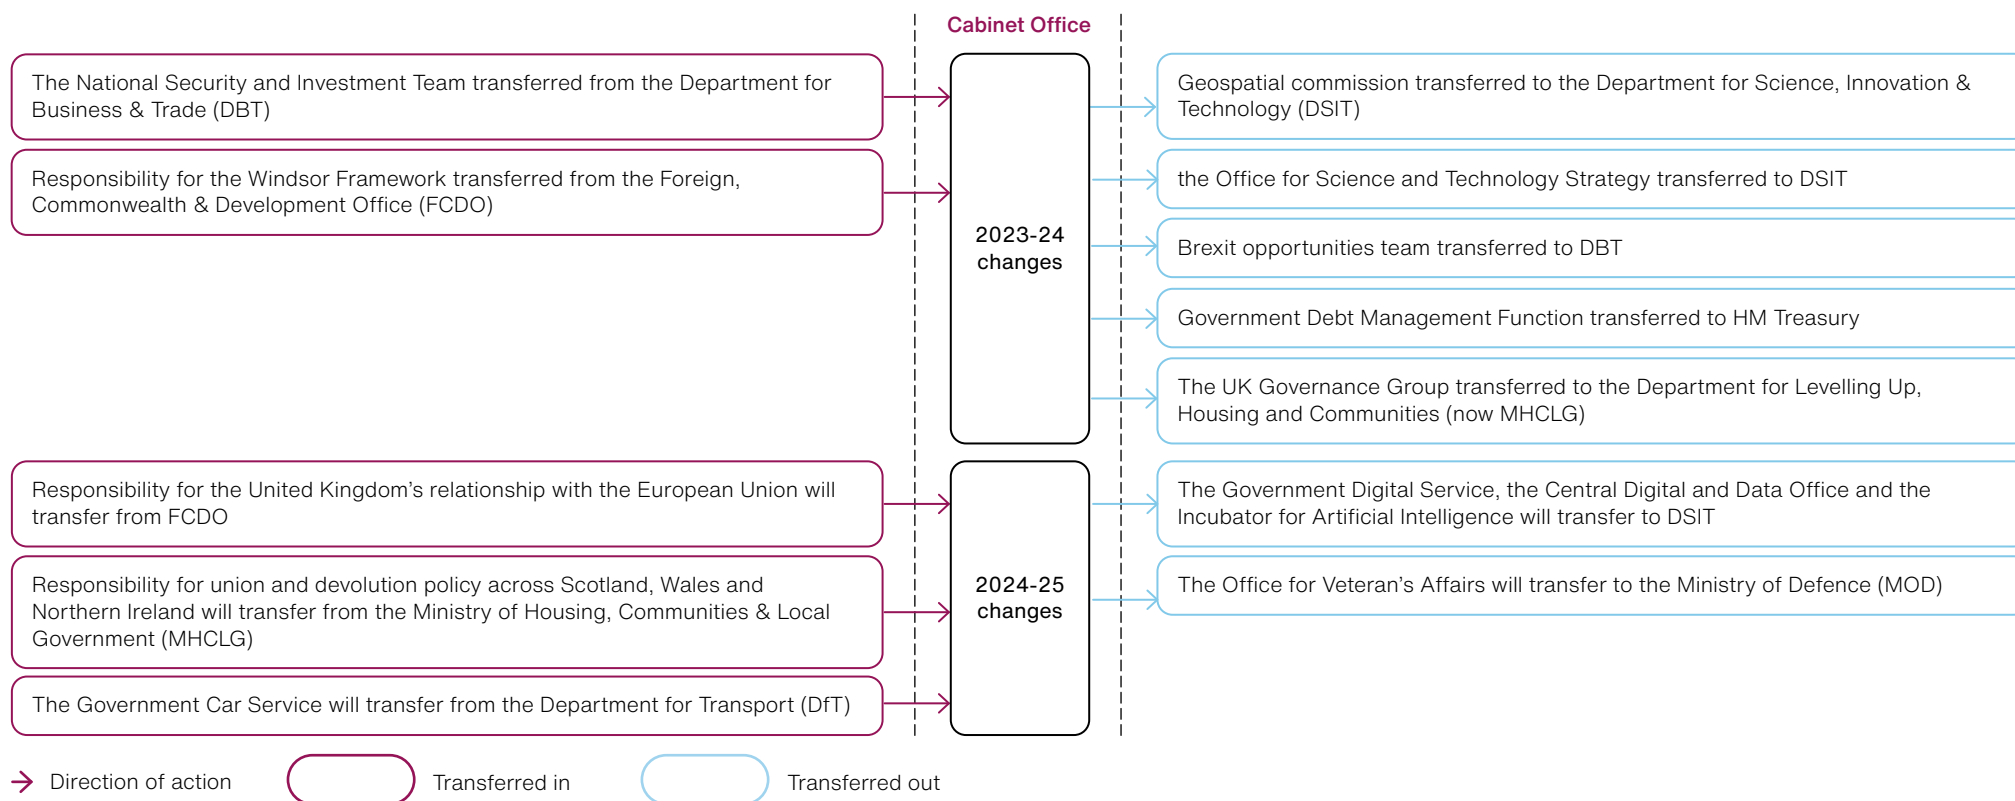 Cabinet Office
The National Security and Investment Team transferred from the Department for
Business & Trade (DBT)
Responsibility for the Windsor Framework transferred from the Foreign,
Commonwealth & Development Office (FCDO)
2023-24
changes
Geospatial commission transferred to the Department for Science, Innovation &
Technology (DSIT)
the Office for Science and Technology Strategy transferred to DSIT
Brexit opportunities team transferred to DBT
Government Debt Management Function transferred to HM Treasury
The UK Governance Group transferred to the Department for Levelling Up,
Housing and Communities (now MHCLG)
Responsibility for the United Kingdom’s relationship with the European Union will
transfer from FCDO
Responsibility for union and devolution policy across Scotland, Wales and
Northern Ireland will transfer from the Ministry of Housing, Communities & Local
Government (MHCLG)
The Government Car Service will transfer from the Department for Transport (DfT)
2024-25
changes
The Government Digital Service, the Central Digital and Data Office and the
Incubator for Artificial Intelligence will transfer to DSIT
The Office for Veteran’s Affairs will transfer to the Ministry of Defence (MOD)
Direction of action
Transferred in
Transferred out